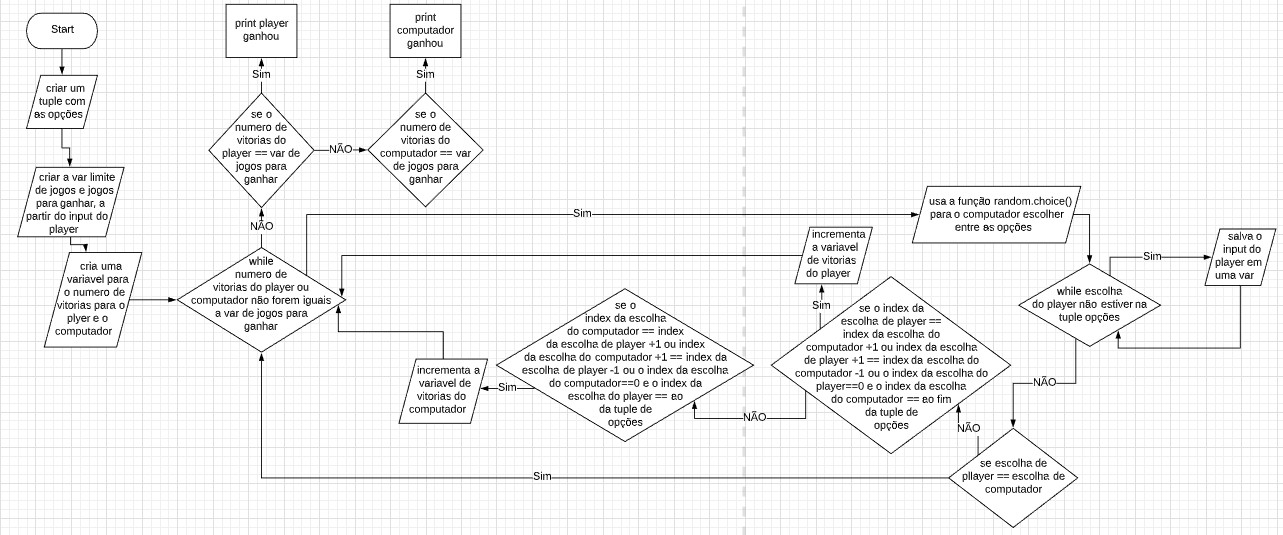 Start
criar um
tuple com
as opções
criar a var limite
de jogos e jogos
para ganhar, a
partir do input do
player
cria uma
variavel para
o numero de
vitorias para o
plyer e o
computador
while
numero de
vitorias do player ou
computador não forem iguais
a var de jogos para
ganhar
NÃO
se o
numero de
vitorias do
player == var de
jogos para
ganhar
Sim
print player
ganhou
NÃO
se o
numero de
vitorias do
computador == var
de jogos para
ganhar
Sim
print
computador
ganhou
Sim
usa a função random.choice()
para o computador escolher
entre as opções
while escolha
do player não estiver na
tuple opções
Sim
salva o
input do
player em
uma var
NÃO
se escolha de
pllayer == escolha de
computador
Sim
NÃO
se o index da
escolha de player ==
index da escolha do
computador +1 ou index da escolha
de player +1 == index da escolha do
computador -1 ou o index da escolha do
player==0 e o index da escolha
do computador == ao fim
da tuple de
opções
Sim
incrementa
a variavel
de vitorias
do player
NÃO
se o
index da escolha
do computador == index
da escolha de player +1 ou index
da escolha do computador +1 == index da
escolha de player -1 ou o index da escolha
do computador==0 e o index da
escolha do player == ao
da tuple de
opções
Sim
incrementa a
variavel de
vitorias do
computador